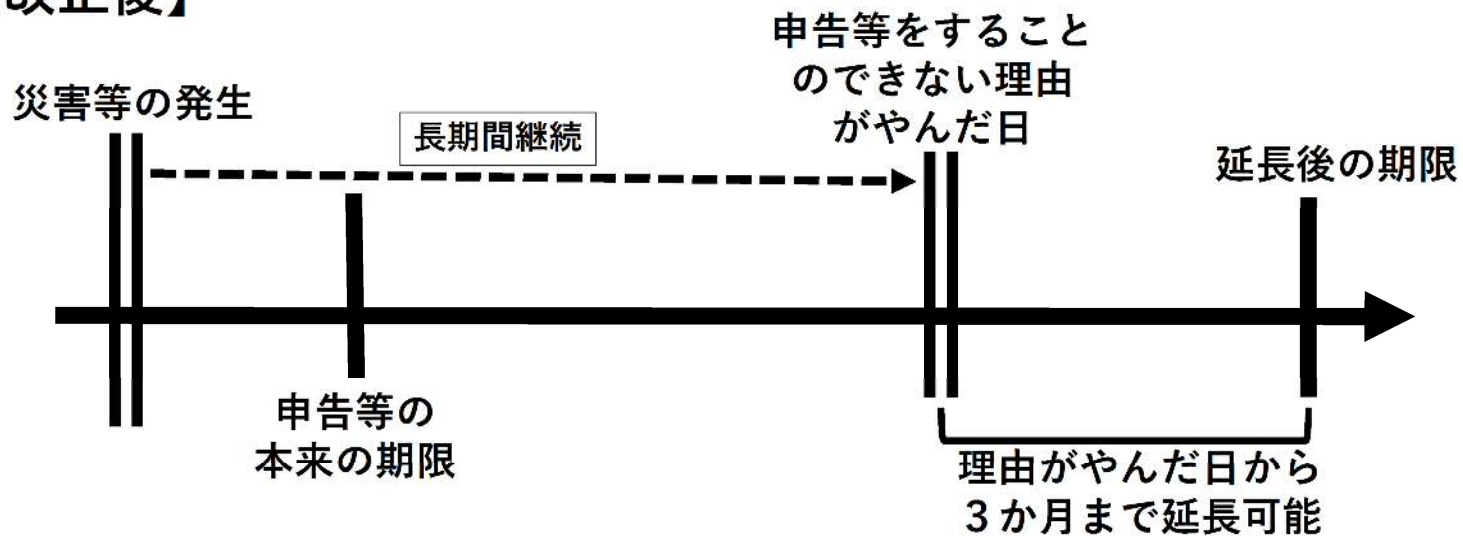 改正後】
災害等の発生
長期間継続
申告等をすること
のできない理由
がやんだ日
延長後の期限
申告等の
本来の期限
理由がやんだ日から
３か月まで延長可能